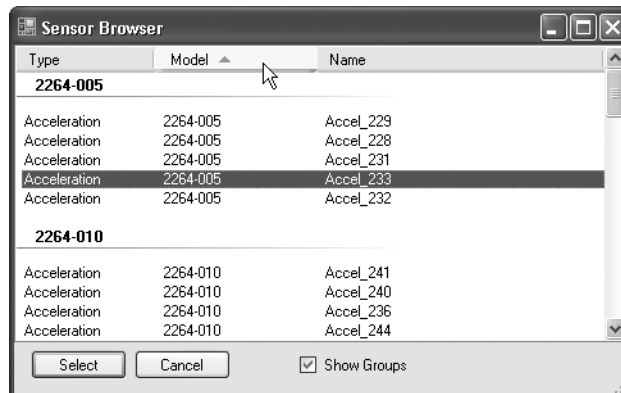 Sensor Browser
Type Model Name
2264-005
Acceleration 2264-005 Accel_229
Acceleration 2264-005 Accel_228
Acceleration 2264-005 Accel_231
Acceleration 2264-005 Accel_233
Acceleration 2264-005 Accel_232
2264-010
Acceleration 2264-010 Accel_241
Acceleration 2264-010 Accel_240
Acceleration 2264-010 Accel_236
Acceleration 2264-010 Accel_244
Select Cancel Show Groups